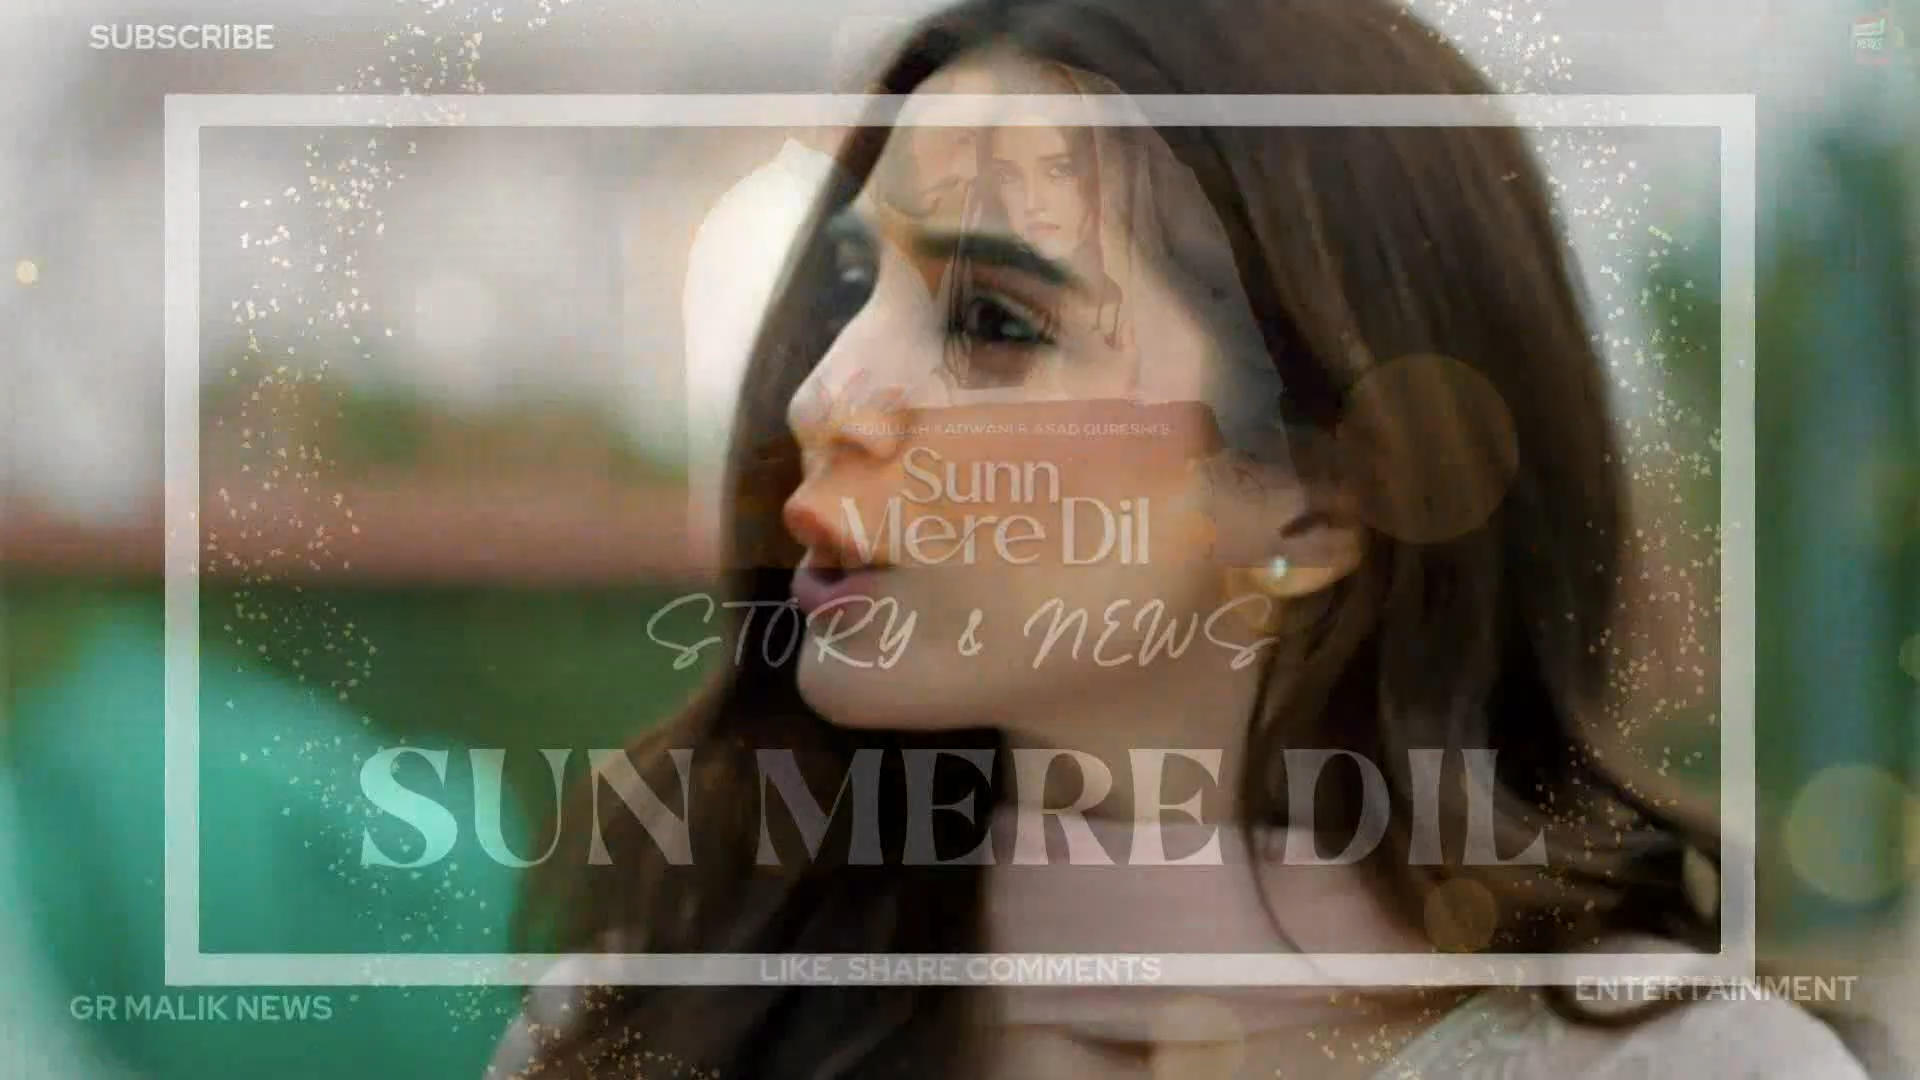 SUBSCRIBE
ABDULLAH KADWANI & ASAD QURESHI'S
Sunn
Mere Dil
STORY & NEWS
SUN MERE DIL
LIKE, SHARE COMMENTS
GR MALIK NEWS
ENTERTAINMENT